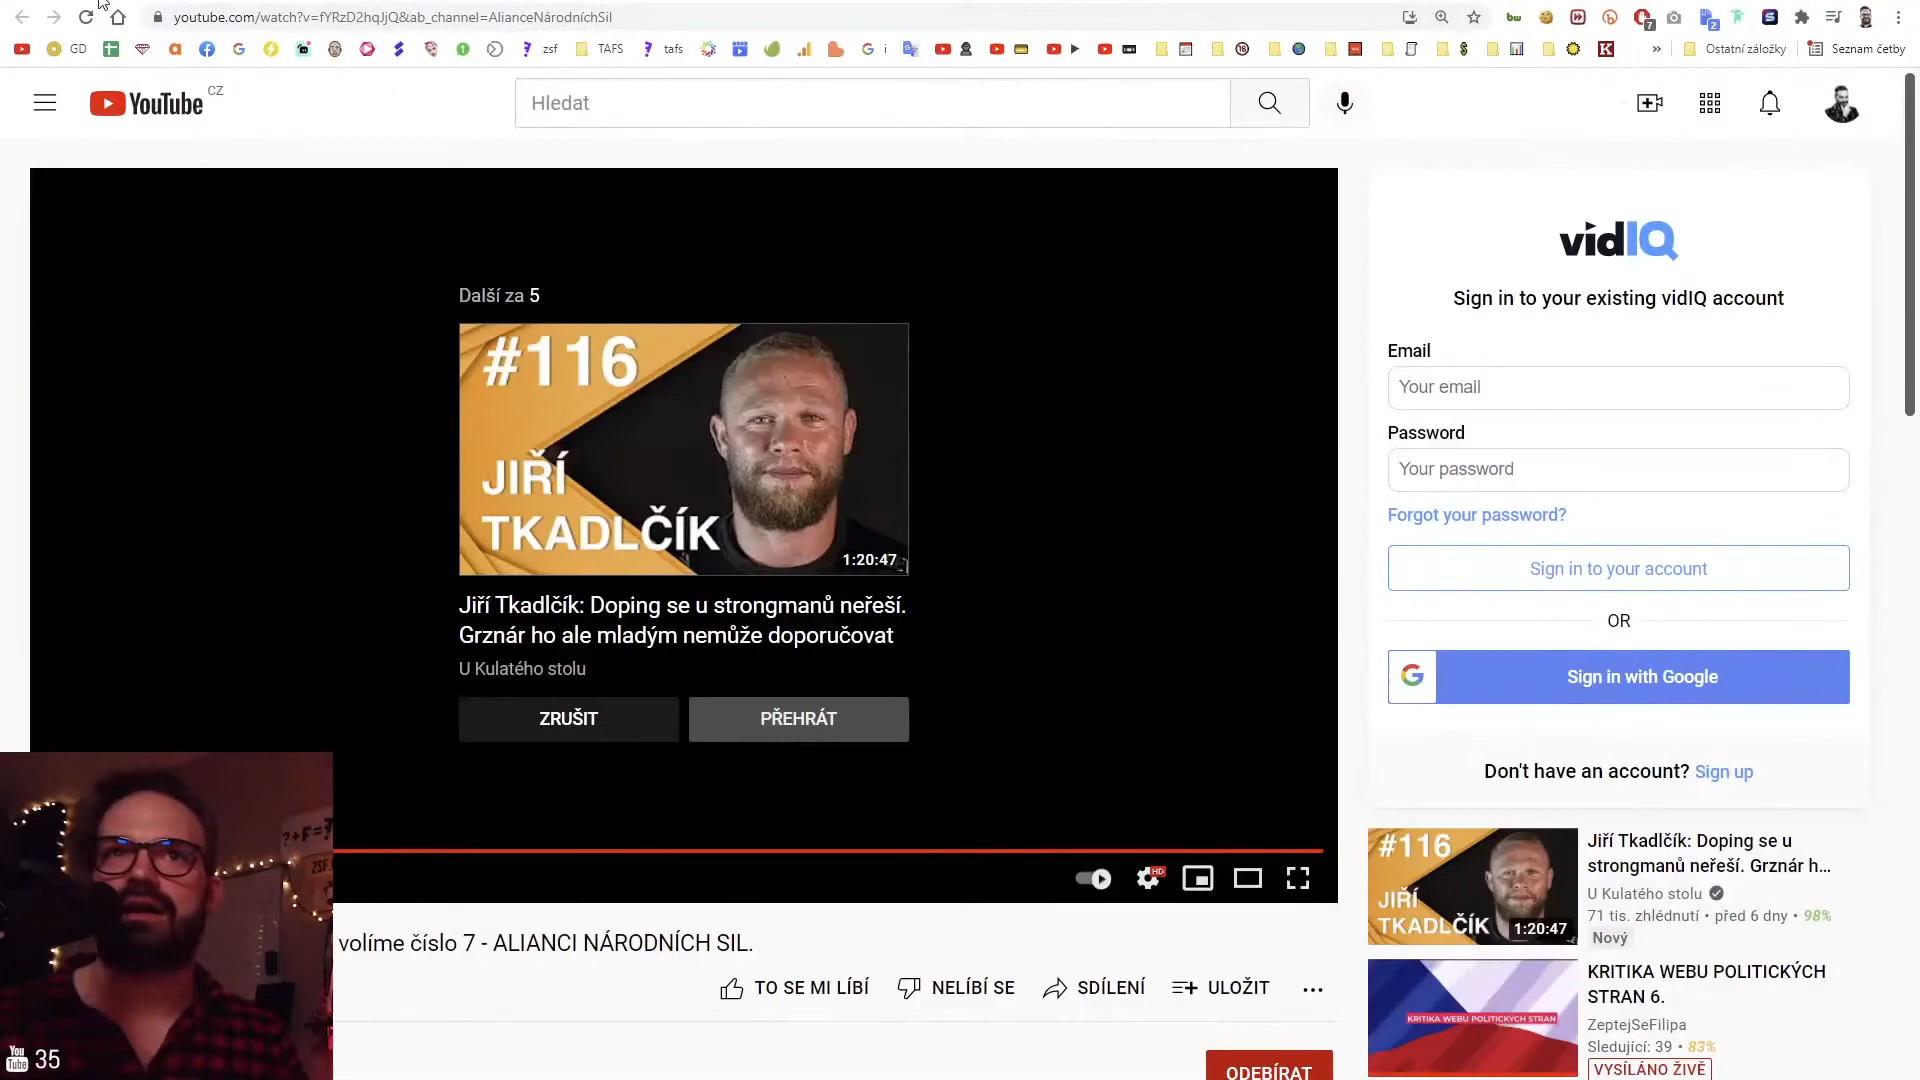 youtube.com/watch?v=fYRzD2hqJjQ&ab_channel=AlianceNárodníchSil
GD
zsf
TAFS
tafs
Ostatní záložky
Seznam četby
YouTube CZ
Hledat
Další za 5
#116
JIŘÍ
TKADLČÍK
1:20:47
Jiří Tkadlčík: Doping se u strongmanů neřeší.
Grznár ho ale mladým nemůže doporučovat
U Kulatého stolu
ZRUŠIT
PŘEHRÁT
HD
volíme číslo 7 - ALIANCI NÁRODNÍCH SIL.
TO SE MI LÍBÍ
NELÍBÍ SE
SDÍLENÍ
ULOŽIT
ODEBÍRAT
You
Tube 35
vidIQ
Sign in to your existing vidIQ account
Email
Your email
Password
Your password
Forgot your password?
Sign in to your account
OR
Sign in with Google
Don't have an account? Sign up
#116
JIŘÍ
TKADLČÍK
1:20:47
Jiří Tkadlčík: Doping se u
strongmanů neřeší. Grznár h...
U Kulatého stolu
71 tis. zhlédnutí • před 6 dny • 98%
Nový
KRITIKA WEBU POLITICKÝCH STRAN
KRITIKA WEBU POLITICKÝCH
STRAN 6.
ZeptejSeFilipa
Sledující: 39 • 83%
VYSÍLÁNO ŽIVĚ